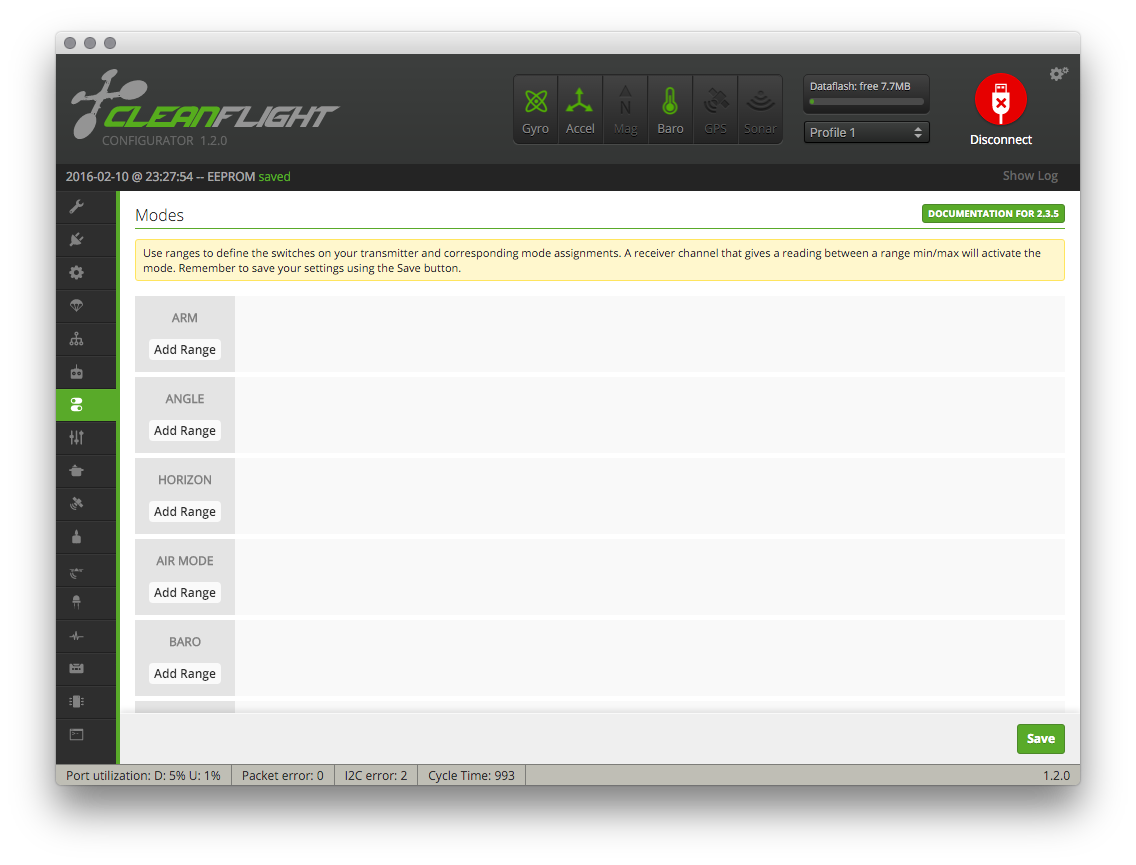 CLEANFLIGHT
CONFIGURATOR 1.2.0
Gyro
Accel
N
Mag
Baro
GPS
Sonar
Dataflash: free 7.7MB
Profile 1
Disconnect
2016-02-10 @ 23:27:54 -- EEPROM saved
Show Log
Modes
DOCUMENTATION FOR 2.3.5
Use ranges to define the switches on your transmitter and corresponding mode assignments. A receiver channel that gives a reading between a range min/max will activate the
mode. Remember to save your settings using the Save button.
ARM
Add Range
ANGLE
Add Range
HORIZON
Add Range
AIR MODE
Add Range
BARO
Add Range
Save
Port utilization: D: 5% U: 1%
Packet error: 0
I2C error: 2
Cycle Time: 993
1.2.0